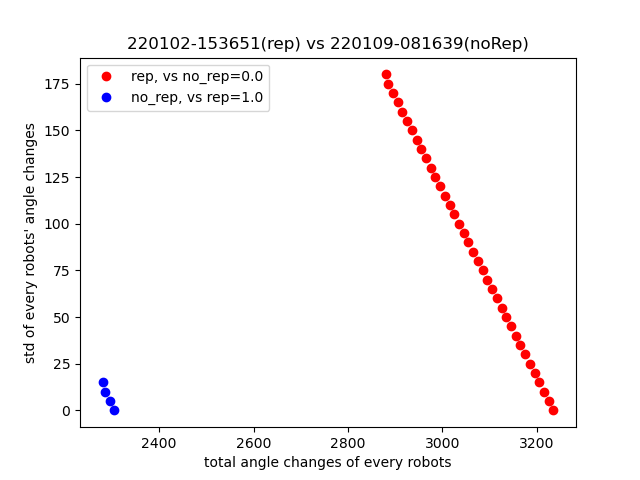 220102-153651(rep) vs 220109-081639(noRep)
rep, vs no_rep=0.0
no_rep, vs rep=1.0
std of every robots' angle changes
175
150
125
100
75
50
25
0
2400 2600 2800 3000 3200
total angle changes of every robots